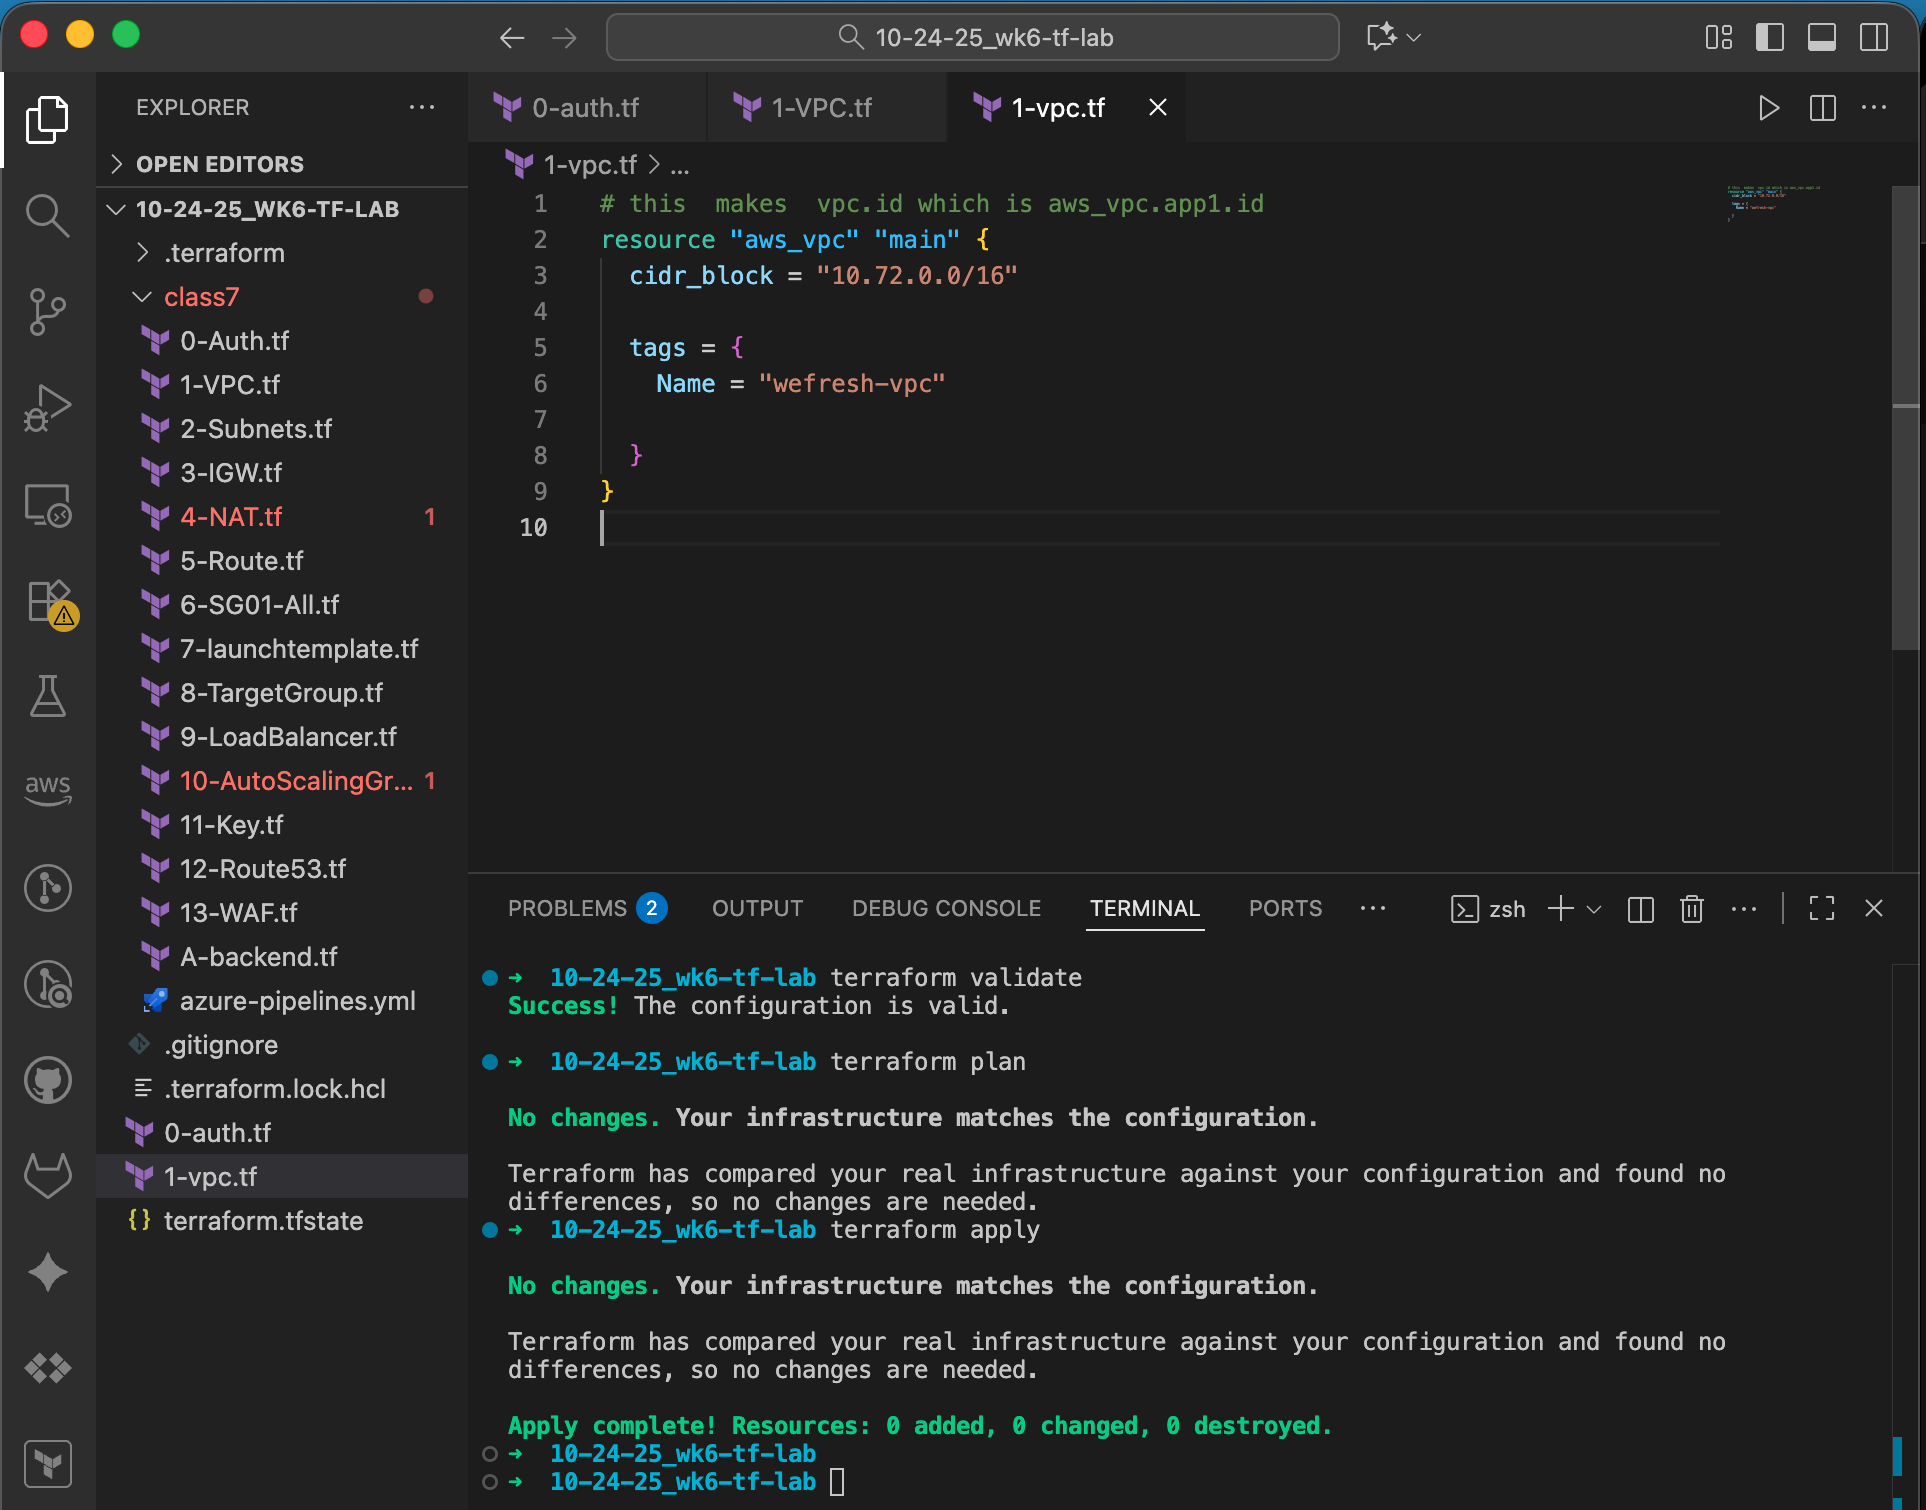 10-24-25_wk6-tf-lab
EXPLORER
OPEN EDITORS
10-24-25_WK6-TF-LAB
.terraform
class7
0-Auth.tf
1-VPC.tf
2-Subnets.tf
3-IGW.tf
4-NAT.tf 1
5-Route.tf
6-SG01-All.tf
7-launchtemplate.tf
8-TargetGroup.tf
9-LoadBalancer.tf
10-AutoScalingGr... 1
11-Key.tf
12-Route53.tf
13-WAF.tf
A-backend.tf
azure-pipelines.yml
.gitignore
.terraform.lock.hcl
0-auth.tf
1-vpc.tf
{} terraform.tfstate
aws
0-auth.tf 1-VPC.tf 1-vpc.tf
1-vpc.tf > ...
1 # this  makes  vpc.id which is aws_vpc.app1.id
2 resource "aws_vpc" "main" {
3   cidr_block = "10.72.0.0/16"
4
5   tags = {
6     Name = "wefresh-vpc"
7
8   }
9 }
10
PROBLEMS 2 OUTPUT DEBUG CONSOLE TERMINAL PORTS ... zsh
➜  10-24-25_wk6-tf-lab terraform validate
Success! The configuration is valid.
➜  10-24-25_wk6-tf-lab terraform plan
No changes. Your infrastructure matches the configuration.
Terraform has compared your real infrastructure against your configuration and found no
differences, so no changes are needed.
➜  10-24-25_wk6-tf-lab terraform apply
No changes. Your infrastructure matches the configuration.
Terraform has compared your real infrastructure against your configuration and found no
differences, so no changes are needed.
Apply complete! Resources: 0 added, 0 changed, 0 destroyed.
➜  10-24-25_wk6-tf-lab
➜  10-24-25_wk6-tf-lab